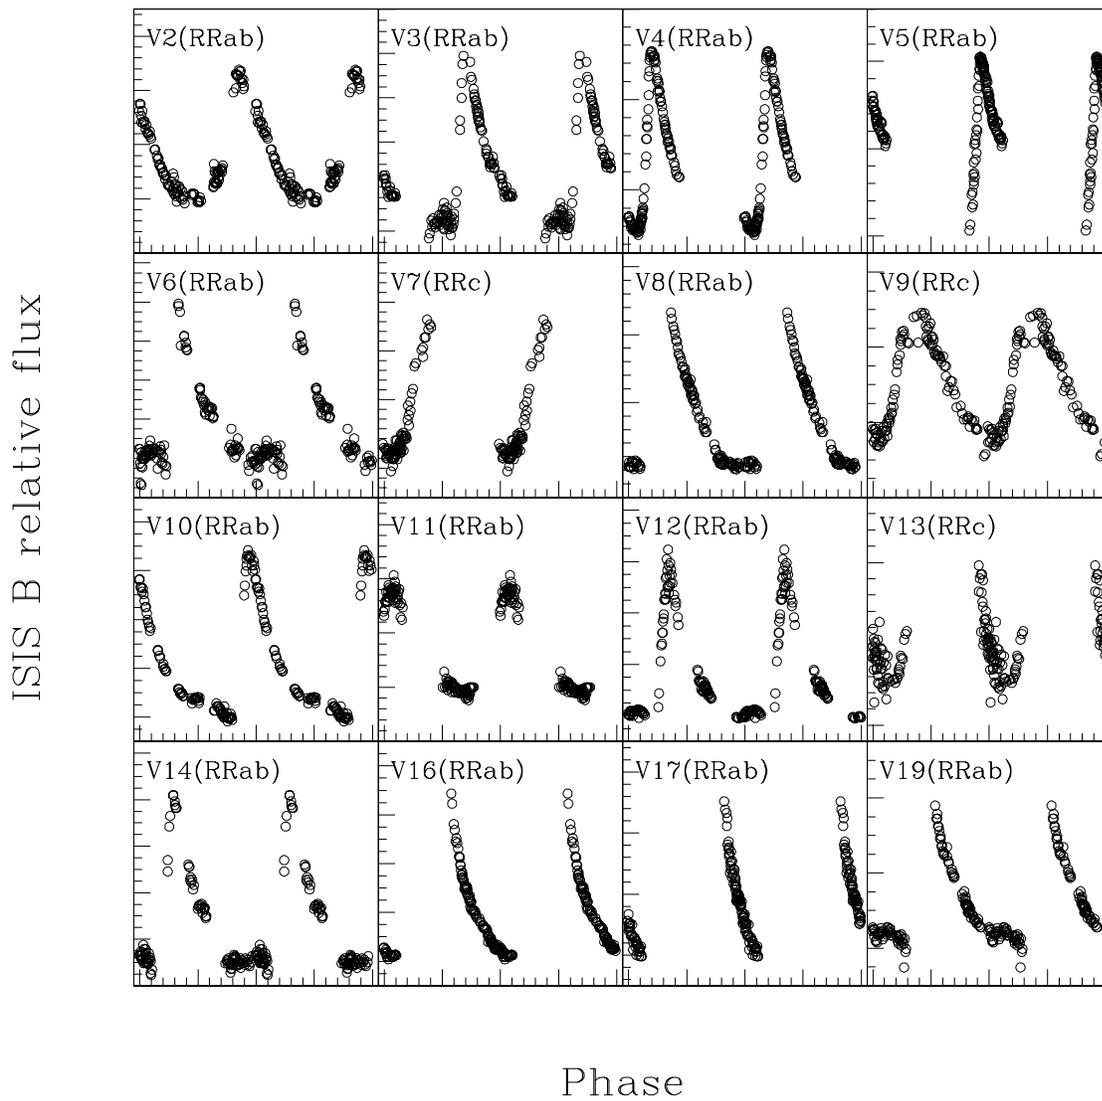 V2(RRab)
V3(RRab)
V4(RRab)
V5(RRab)
V6(RRab)
V7(RRc)
V8(RRab)
V9(RRc)
V10(RRab)
V11(RRab)
V12(RRab)
V13(RRc)
V14(RRab)
V16(RRab)
V17(RRab)
V19(RRab)
ISIS B relative flux
Phase